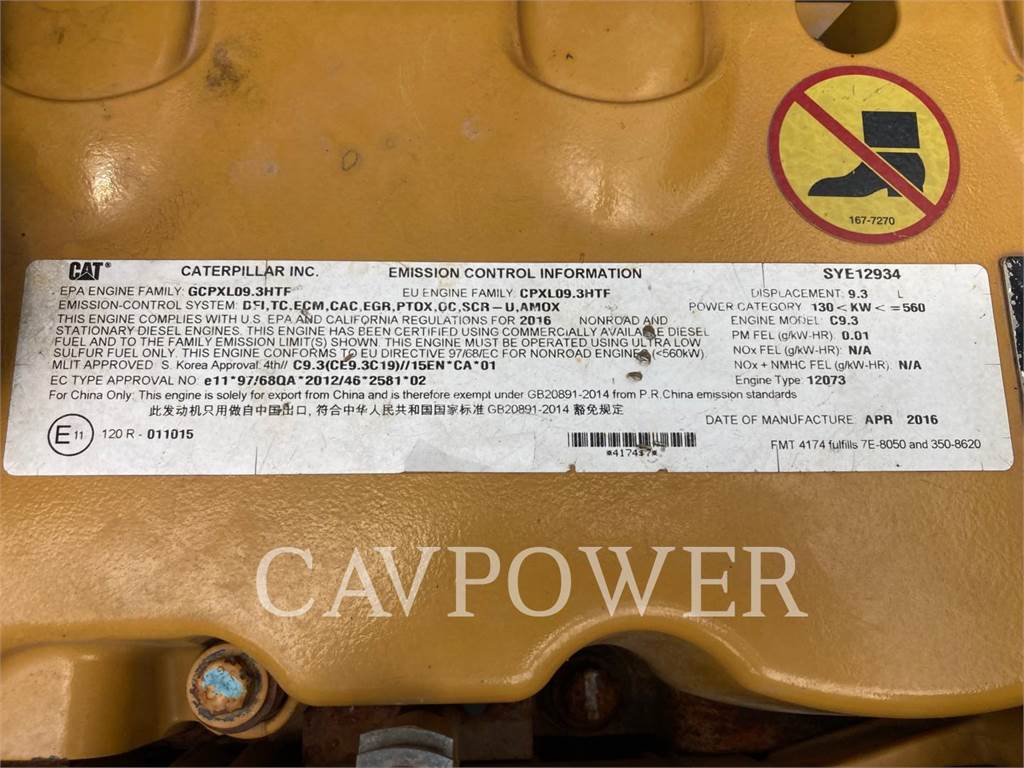 167-7270
CAT® CATERPILLAR INC. EMISSION CONTROL INFORMATION SYE12934
EPA ENGINE FAMILY: GCPXL09.3HTF EU ENGINE FAMILY: CPXL09.3HTF DISPLACEMENT: 9.3 L
EMISSION-CONTROL SYSTEM: DFI,TC,ECM,CAC,EGR,PTOX,OC,SCR-U,AMOX POWER CATEGORY: 130<KW<=560
THIS ENGINE COMPLIES WITH U.S. EPA AND CALIFORNIA REGULATIONS FOR 2016 NONROAD AND ENGINE MODEL: C9.3
STATIONARY DIESEL ENGINES. THIS ENGINE HAS BEEN CERTIFIED USING COMMERCIALLY AVAILABLE DIESEL PM FEL (g/kW-HR): 0.01
FUEL AND TO THE FAMILY EMISSION LIMIT(S) SHOWN. THIS ENGINE MUST BE OPERATED USING ULTRA LOW NOx FEL (g/kW-HR): N/A
SULFUR FUEL ONLY. THIS ENGINE CONFORMS TO EU DIRECTIVE 97/68/EC FOR NONROAD ENGINES (<560kW) NOx + NMHC FEL (g/kW-HR): N/A
MLIT APPROVED: S. Korea Approval: 4th// C9.3(CE9.3C19)//15EN*CA*01 Engine Type: 12073
EC TYPE APPROVAL NO: e11*97/68QA*2012/46*2581*02
For China Only: This engine is solely for export from China and is therefore exempt under GB20891-2014 from P.R.China emission standards
此发动机只用做自中国出口, 符合中华人民共和国国家标准 GB20891-2014 豁免规定
DATE OF MANUFACTURE: APR 2016
E11 120 R - 011015
FMT 4174 fulfills 7E-8050 and 350-8620
CAVPOWER